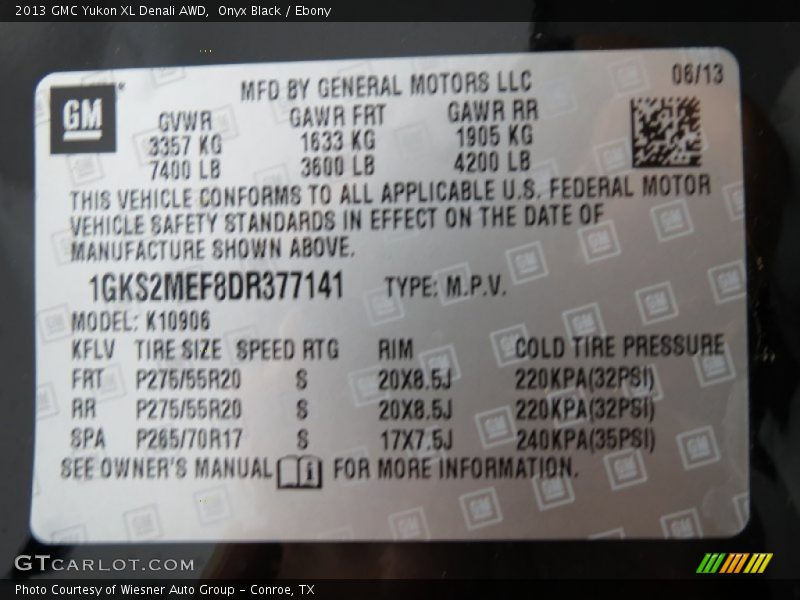 2013 GMC Yukon XL Denali AWD, Onyx Black / Ebony
GM
MFD BY GENERAL MOTORS LLC
06/13
GVWR GAWR FRT GAWR RR
3357 KG 1633 KG 1905 KG
7400 LB 3600 LB 4200 LB
THIS VEHICLE CONFORMS TO ALL APPLICABLE U.S. FEDERAL MOTOR
VEHICLE SAFETY STANDARDS IN EFFECT ON THE DATE OF
MANUFACTURE SHOWN ABOVE.
1GKS2MEF8DR377141 TYPE: M.P.V.
MODEL: K10906
KFLV TIRE SIZE SPEED RTG RIM COLD TIRE PRESSURE
FRT P275/55R20 S 20X8.5J 220KPA(32PSI)
RR P275/55R20 S 20X8.5J 220KPA(32PSI)
SPA P265/70R17 S 17X7.5J 240KPA(35PSI)
SEE OWNER'S MANUAL i FOR MORE INFORMATION.
GTCARLOT.COM
Photo Courtesy of Wiesner Auto Group - Conroe, TX